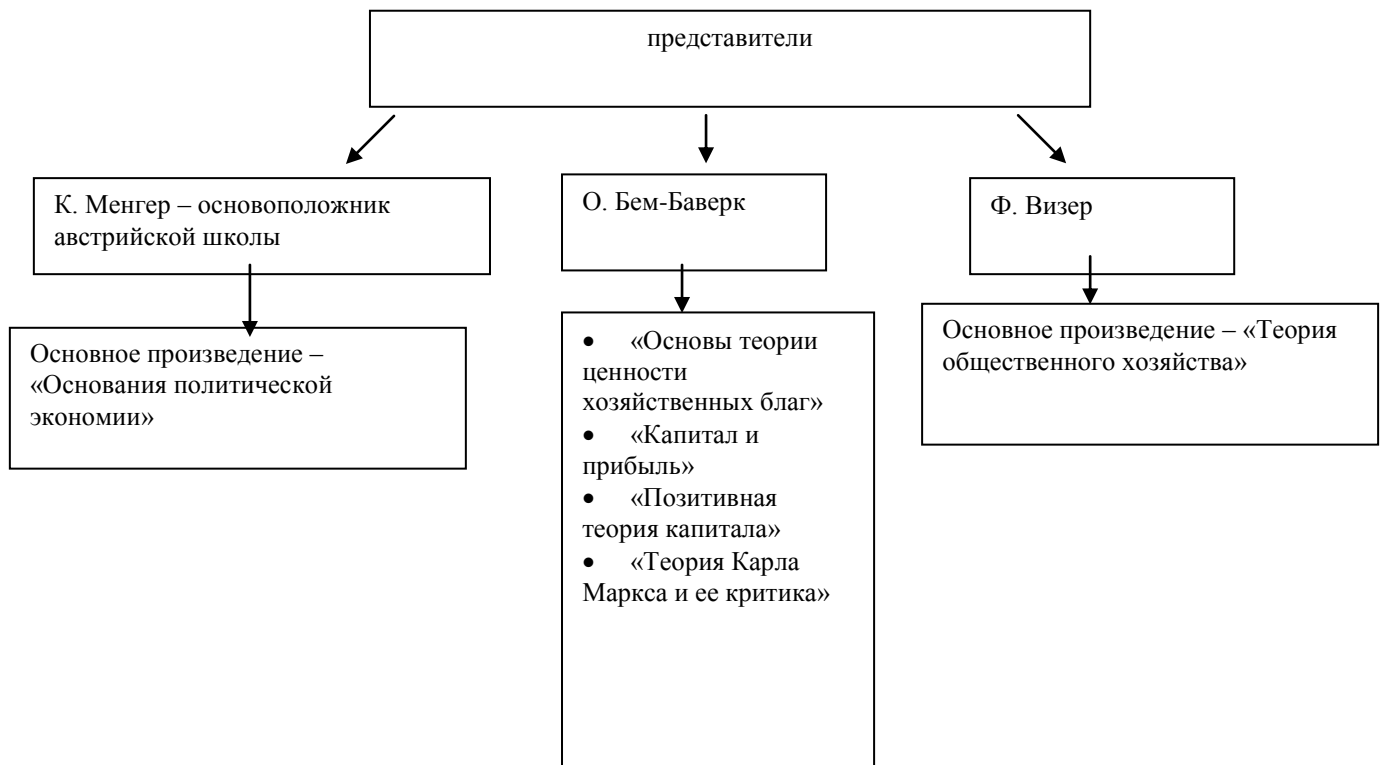 представители
К. Менгер – основоположник
австрийской школы
О. Бем-Баверк
Ф. Визер
Основное произведение –
«Основания политической
экономии»
• «Основы теории
ценности
хозяйственных благ»
• «Капитал и
прибыль»
• «Позитивная
теория капитала»
• «Теория Карла
Маркса и ее критика»
Основное произведение – «Теория
общественного хозяйства»